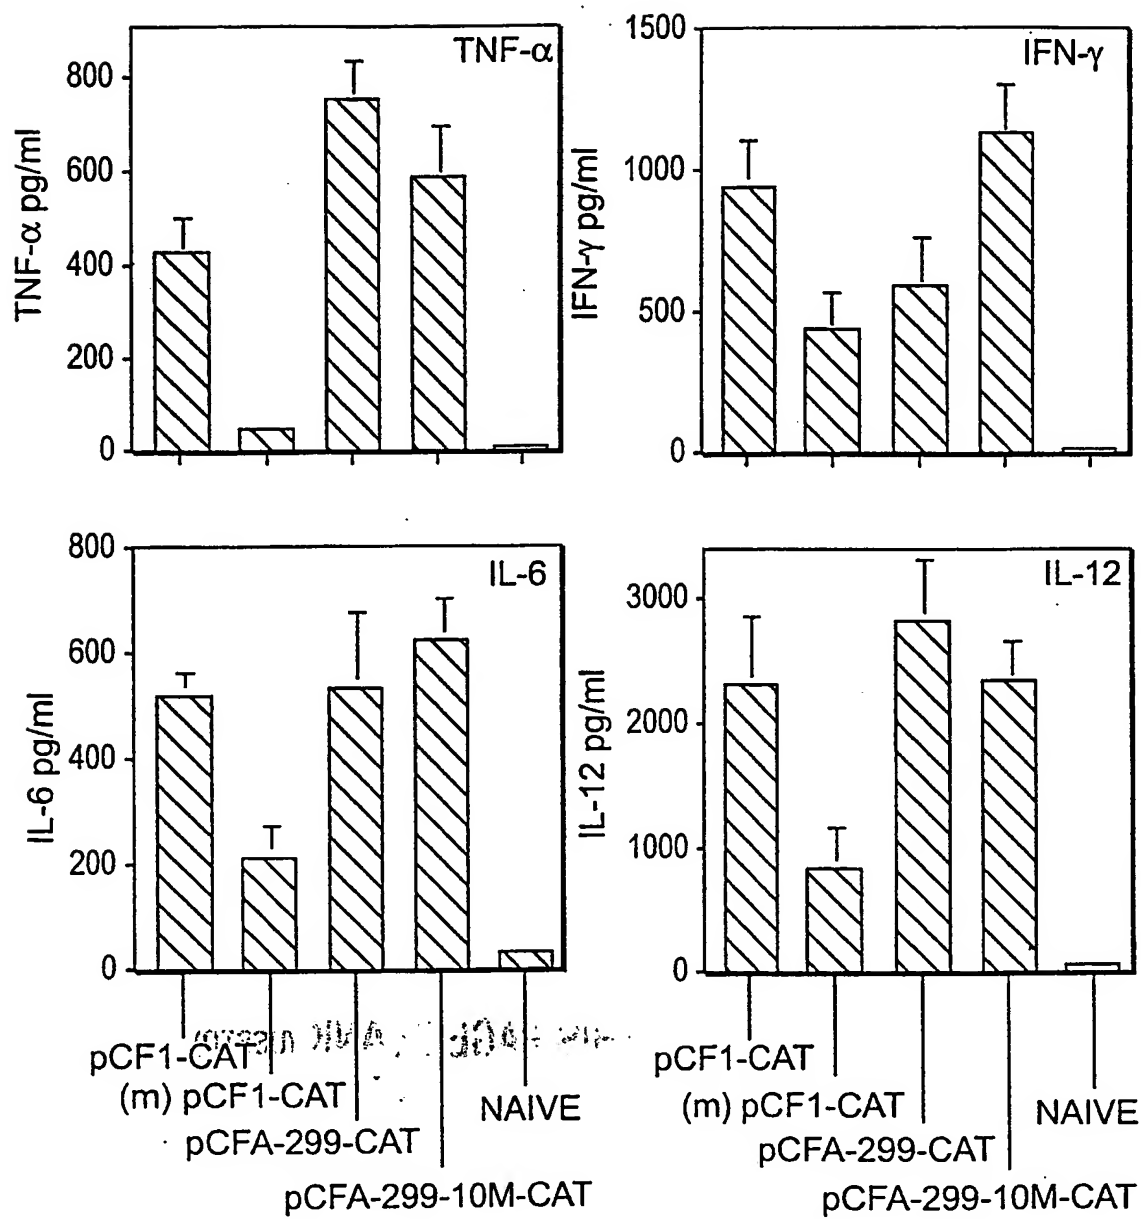 TNF-α
TNF-α pg/ml
800
600
400
200
0
IFN-γ
IFN-γ pg/ml
1500
1000
500
0
IL-6
IL-6 pg/ml
800
600
400
200
0
IL-12
IL-12 pg/ml
3000
2000
1000
0
pCF1-CAT
(m) pCF1-CAT
pCFA-299-CAT
pCFA-299-10M-CAT
NAIVE
pCF1-CAT
(m) pCF1-CAT
pCFA-299-CAT
pCFA-299-10M-CAT
NAIVE